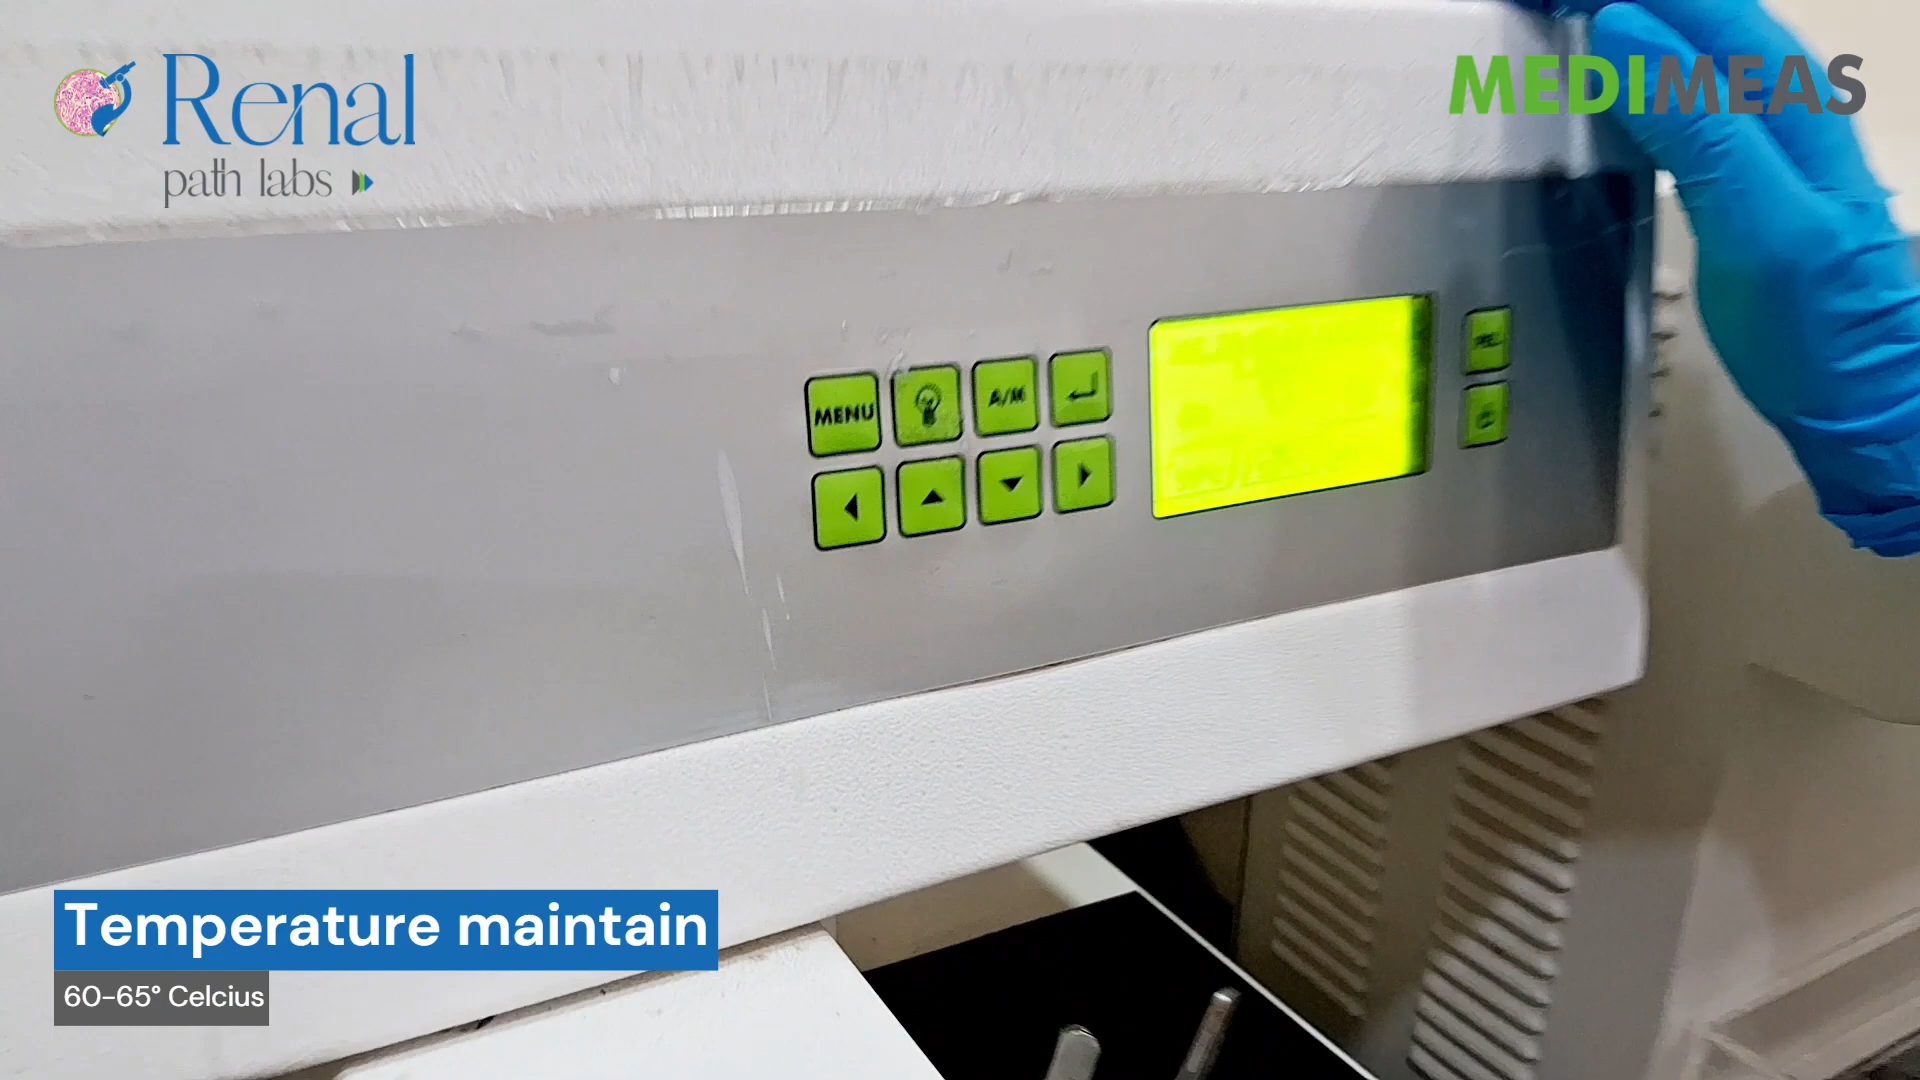 Renal
path labs
MEDIMEAS
MENU
A/M
Temperature maintain
60-65° Celcius